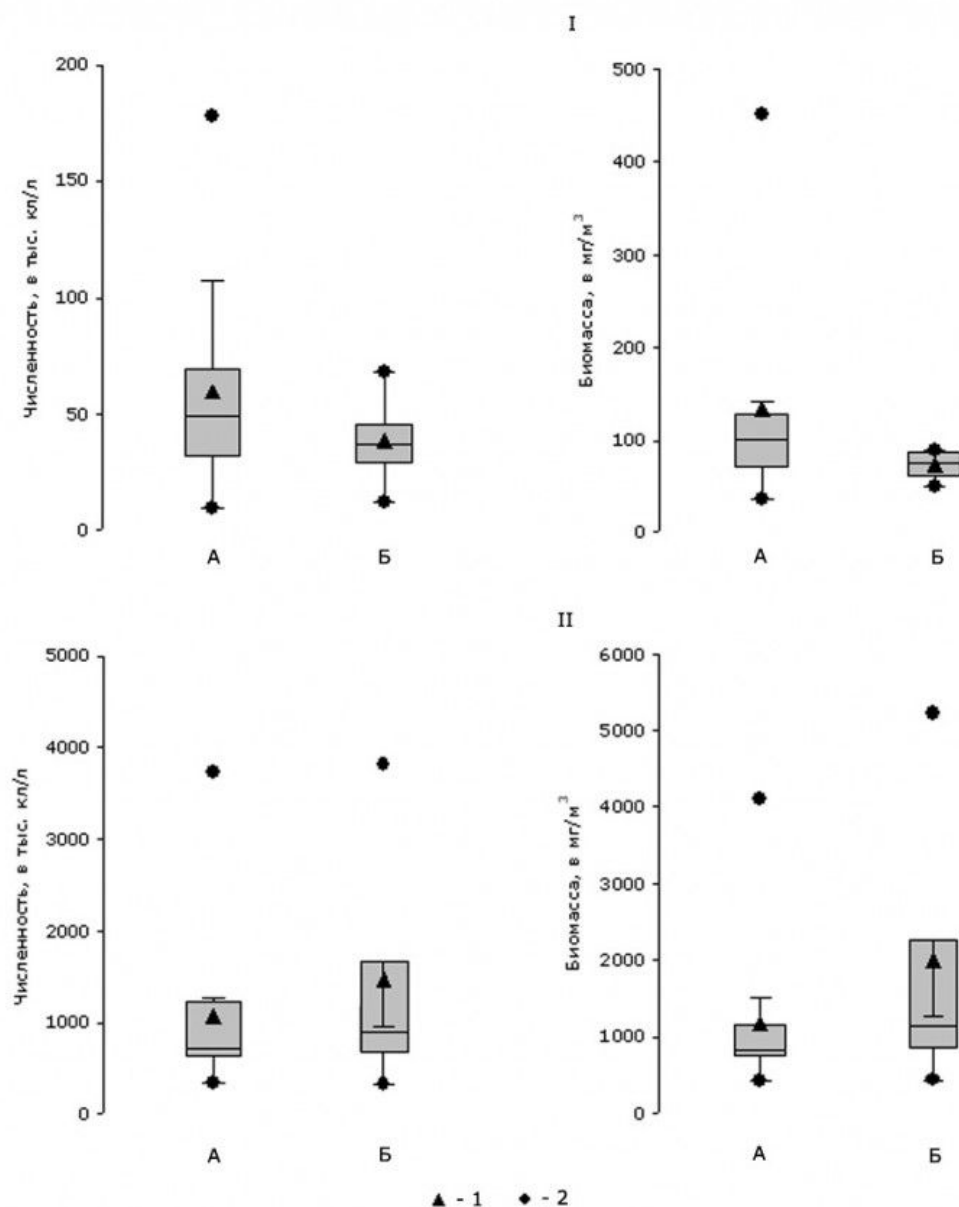 I
Численность, в тыс. кл/л
200
150
100
50
0
А
Б
Биомасса, в мг/м³
500
400
300
200
100
0
А
Б
II
Численность, в тыс. кл/л
5000
4000
3000
2000
1000
0
А
Б
Биомасса, в мг/м³
6000
5000
4000
3000
2000
1000
0
А
Б
▲ - 1 ● - 2